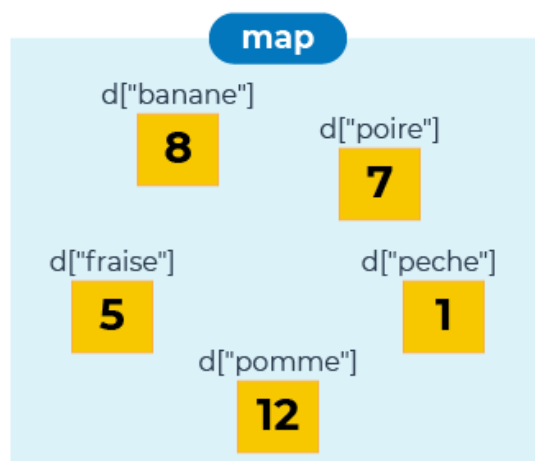 map
d["banane"]
8
d["poire"]
7
d["fraise"]
5
d["peche"]
1
d["pomme"]
12